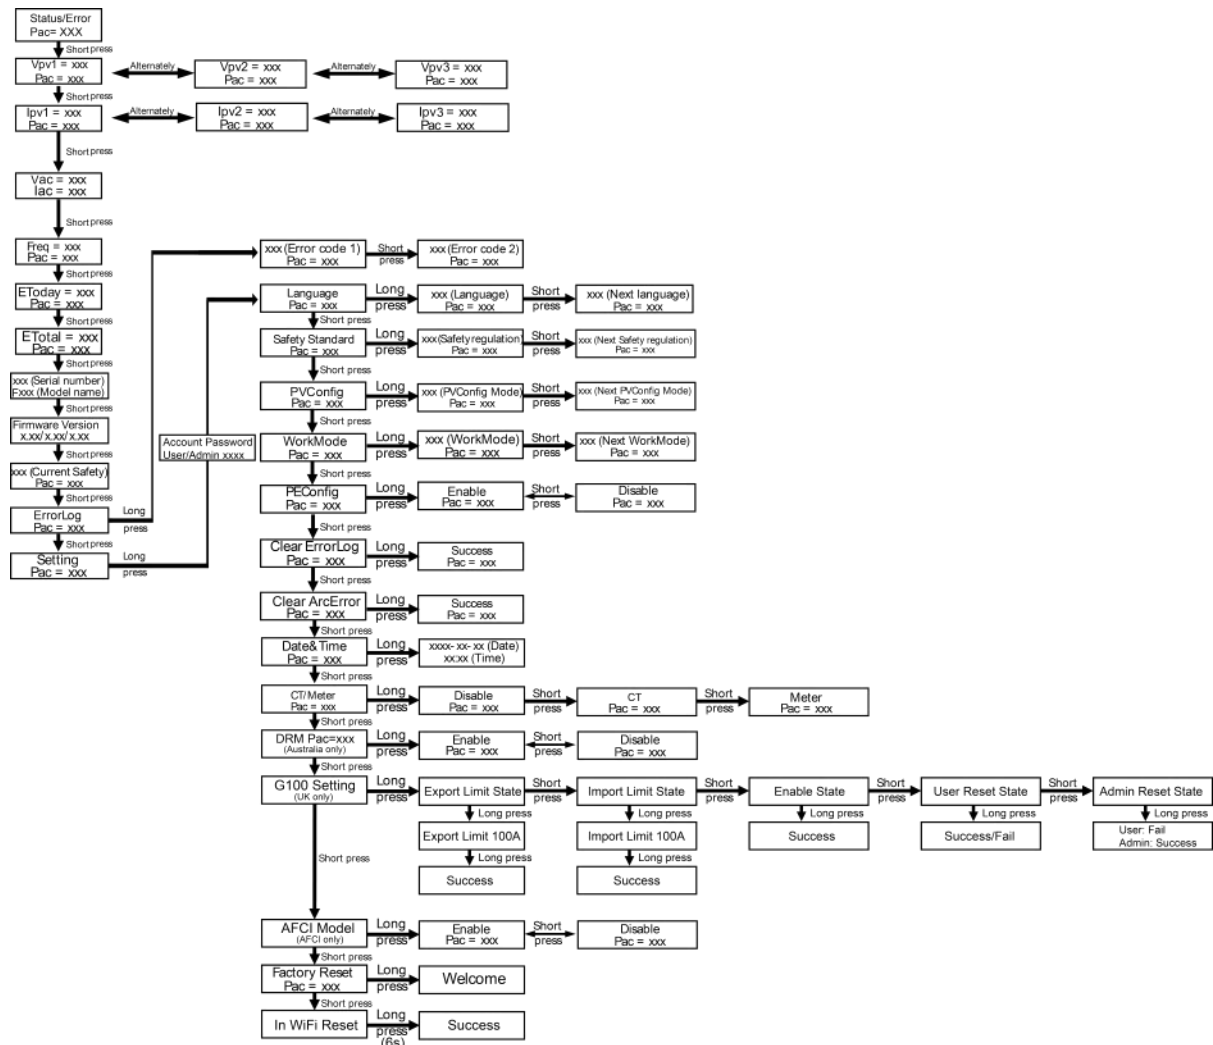 Status/Error
Pac= XXX
Short press
Vpv1 = xxx
Pac = xxx
Alternately
Vpv2 = xxx
Pac = xxx
Alternately
Vpv3 = xxx
Pac = xxx
Short press
Ipv1 = xxx
Pac = xxx
Alternately
Ipv2 = xxx
Pac = xxx
Alternately
Ipv3 = xxx
Pac = xxx
Short press
Vac = xxx
Iac = xxx
Short press
Freq = xxx
Pac = xxx
Short press
EToday = xxx
Pac = xxx
Short press
ETotal = xxx
Pac = xxx
Short press
xxx (Serial number)
Fxxx (Model name)
Short press
Firmware Version
x.xx/x.xx/x.xx
Short press
xxx (Current Safety)
Pac = xxx
Short press
ErrorLog
Pac = xxx
Long
press
Short press
Setting
Pac = xxx
Long
press
Account Password
User/Admin xxxx
xxx (Error code 1)
Pac = xxx
Short
press
xxx (Error code 2)
Pac = xxx
Language
Pac = xxx
Long
press
xxx (Language)
Pac = xxx
Short
press
xxx (Next language)
Pac = xxx
Short press
Safety Standard
Pac = xxx
Long
press
xxx (Safety regulation)
Pac = xxx
Short
press
xxx (Next Safety regulation)
Pac = xxx
Short press
PVConfig
Pac = xxx
Long
press
xxx (PVConfig Mode)
Pac = xxx
Short
press
xxx (Next PVConfig Mode)
Pac = xxx
Short press
WorkMode
Pac = xxx
Long
press
xxx (WorkMode)
Pac = xxx
Short
press
xxx (Next WorkMode)
Pac = xxx
Short press
PEConfig
Pac = xxx
Long
press
Enable
Pac = xxx
Short
press
Disable
Pac = xxx
Short press
Clear ErrorLog
Pac = xxx
Long
press
Success
Pac = xxx
Short press
Clear ArcError
Pac = xxx
Long
press
Success
Pac = xxx
Short press
Date&Time
Pac = xxx
Long
press
xxxx- xx- xx (Date)
xx:xx (Time)
Short press
CT/Meter
Pac = xxx
Long
press
Disable
Pac = xxx
Short
press
CT
Pac = xxx
Short
press
Meter
Pac = xxx
Short press
DRM Pac=xxx
(Australia only)
Long
press
Enable
Pac = xxx
Short
press
Disable
Pac = xxx
Short press
G100 Setting
(UK only)
Long
press
Export Limit State
Short
press
Import Limit State
Short
press
Enable State
Short
press
User Reset State
Short
press
Admin Reset State
Long press
Long press
Long press
Long press
Long press
Export Limit 100A
Import Limit 100A
Success
Success/Fail
User: Fail
Admin: Success
Long press
Long press
Success
Success
Short press
AFCI Model
(AFCI only)
Long
press
Enable
Pac = xxx
Short
press
Disable
Pac = xxx
Short press
Factory Reset
Pac = xxx
Long
press
Welcome
Short press
In WiFi Reset
Long
press
(6s)
Success